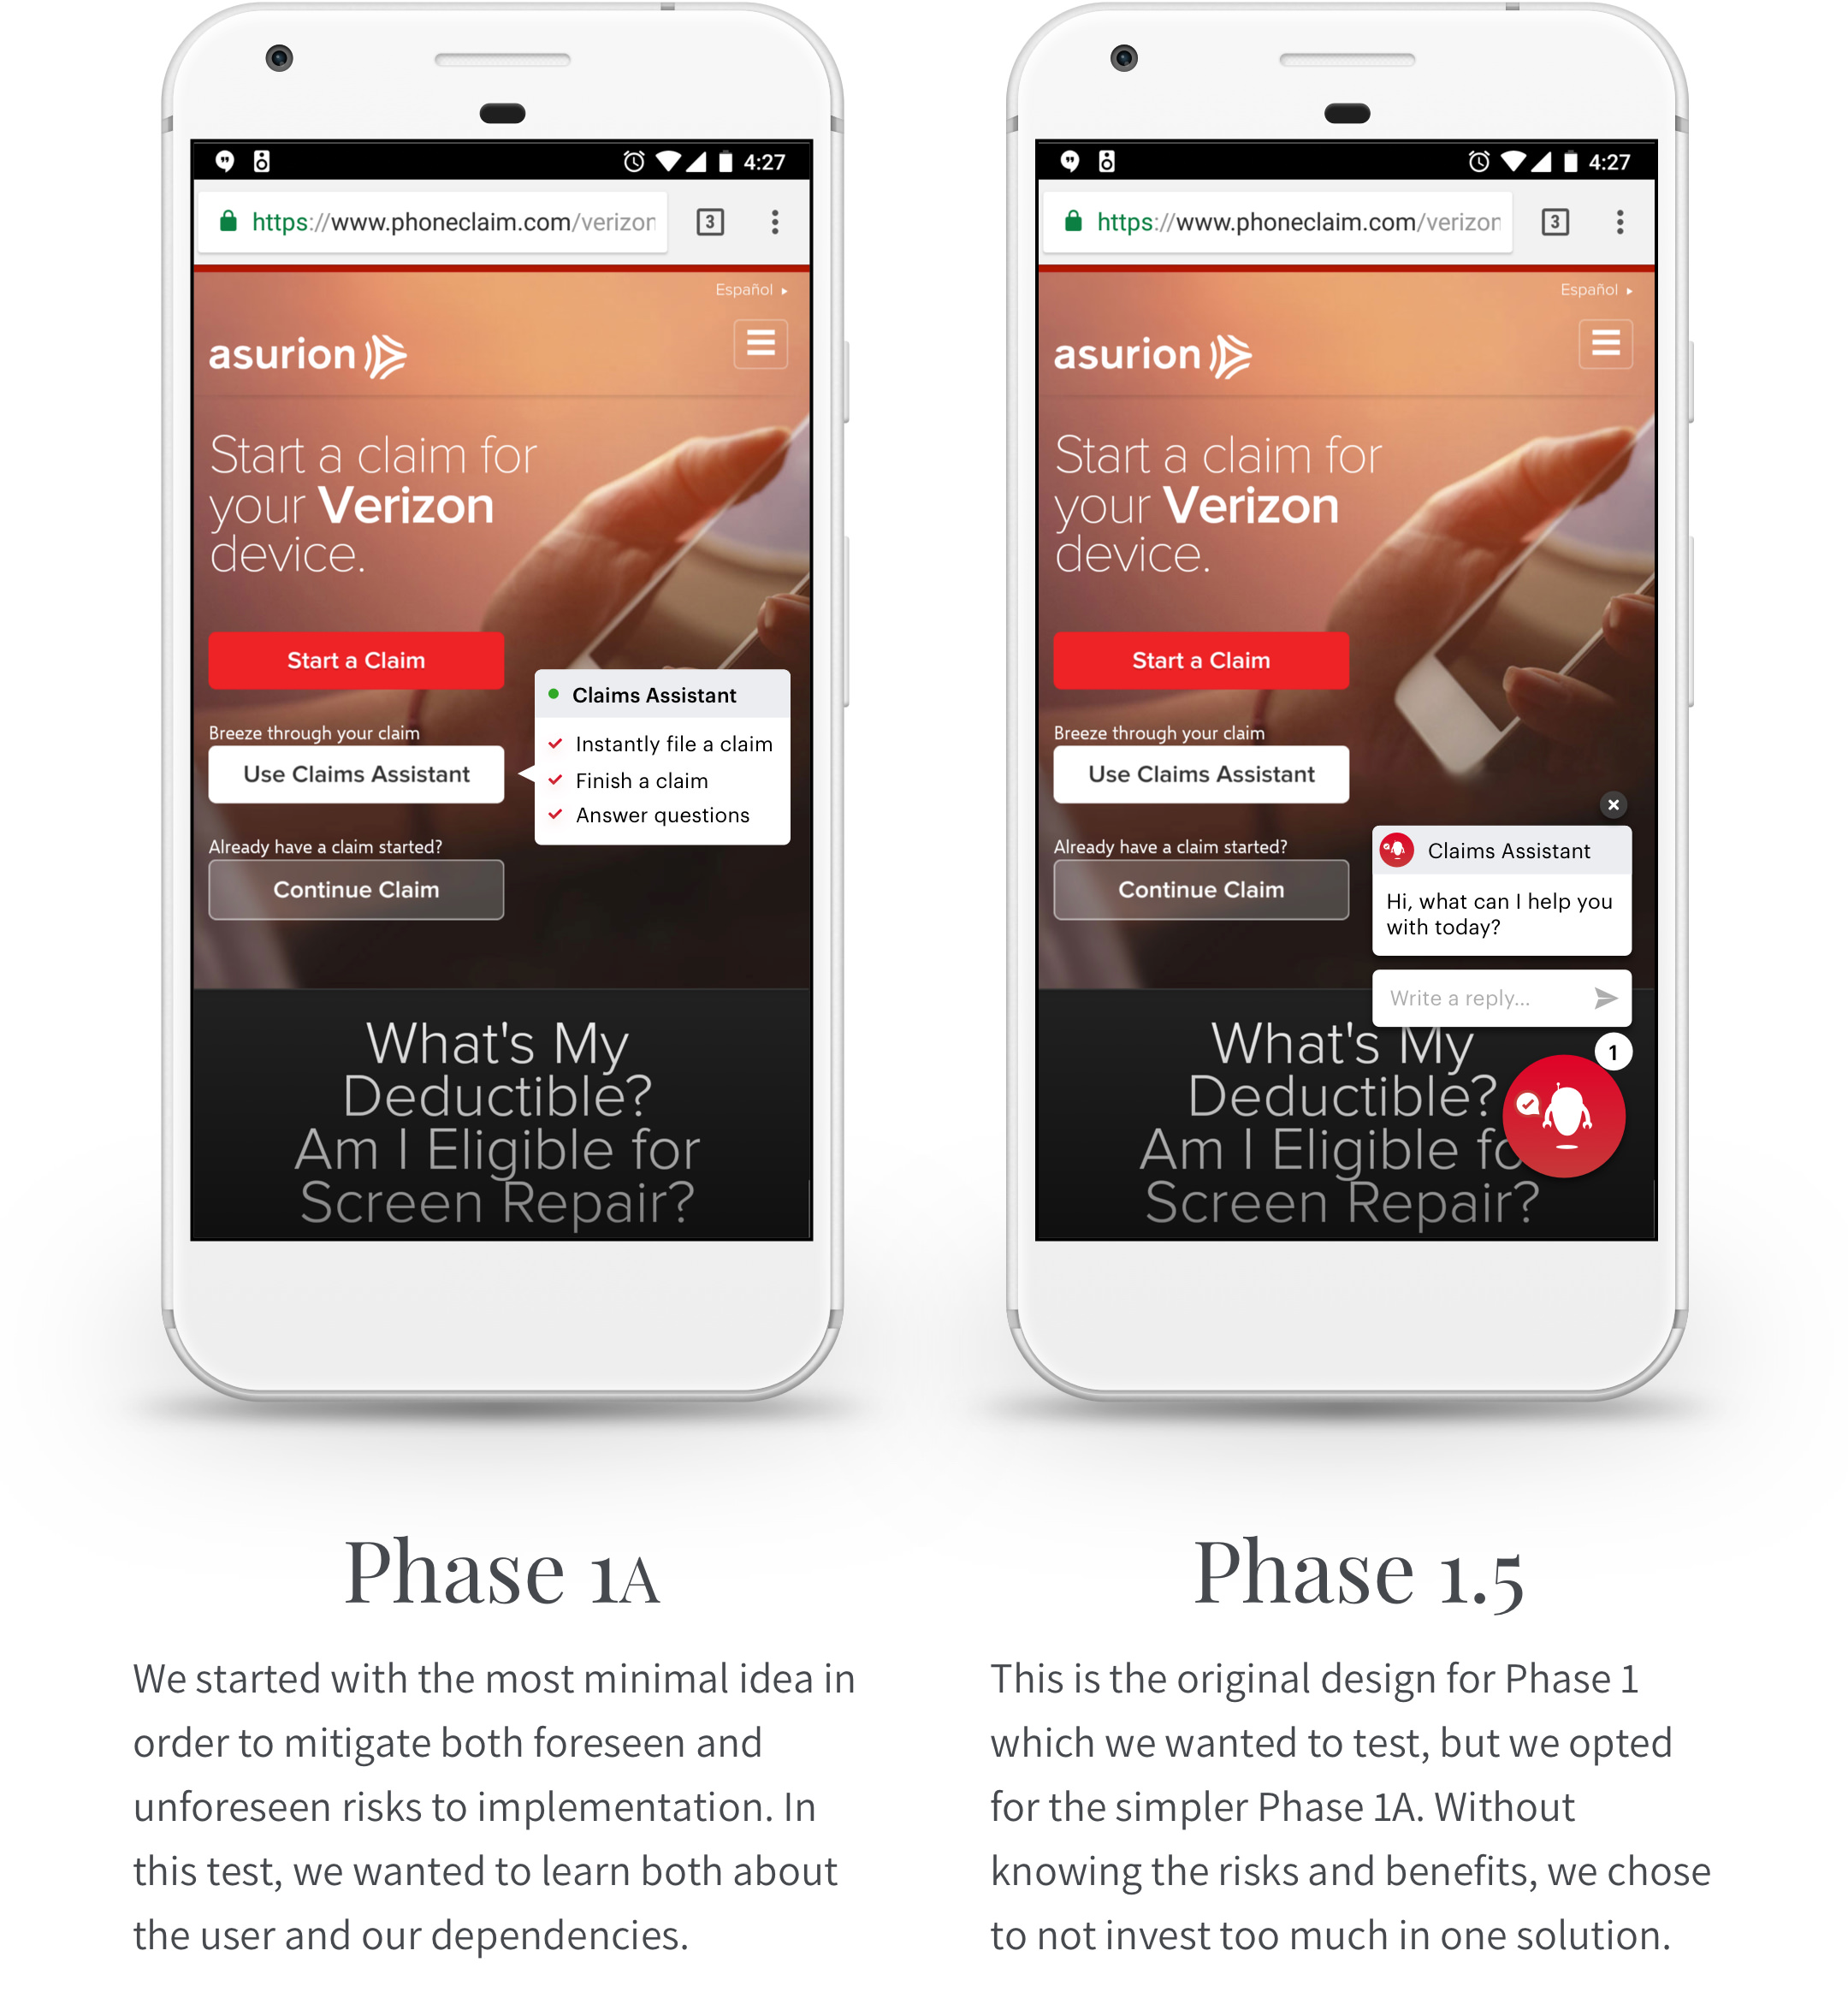 4:27
https://www.phoneclaim.com/verizon
3
Español
asurion
Start a claim for
your Verizon
device.
Start a Claim
Claims Assistant
Instantly file a claim
Finish a claim
Answer questions
Breeze through your claim
Use Claims Assistant
Already have a claim started?
Continue Claim
What's My
Deductible?
Am I Eligible for
Screen Repair?
4:27
https://www.phoneclaim.com/verizon
3
Español
asurion
Start a claim for
your Verizon
device.
Start a Claim
Breeze through your claim
Use Claims Assistant
Already have a claim started?
Continue Claim
Claims Assistant
Hi, what can I help you
with today?
Write a reply...
1
What's My
Deductible?
Am I Eligible fo
Screen Repair?
Phase 1A
We started with the most minimal idea in
order to mitigate both foreseen and
unforeseen risks to implementation. In
this test, we wanted to learn both about
the user and our dependencies.
Phase 1.5
This is the original design for Phase 1
which we wanted to test, but we opted
for the simpler Phase 1A. Without
knowing the risks and benefits, we chose
to not invest too much in one solution.